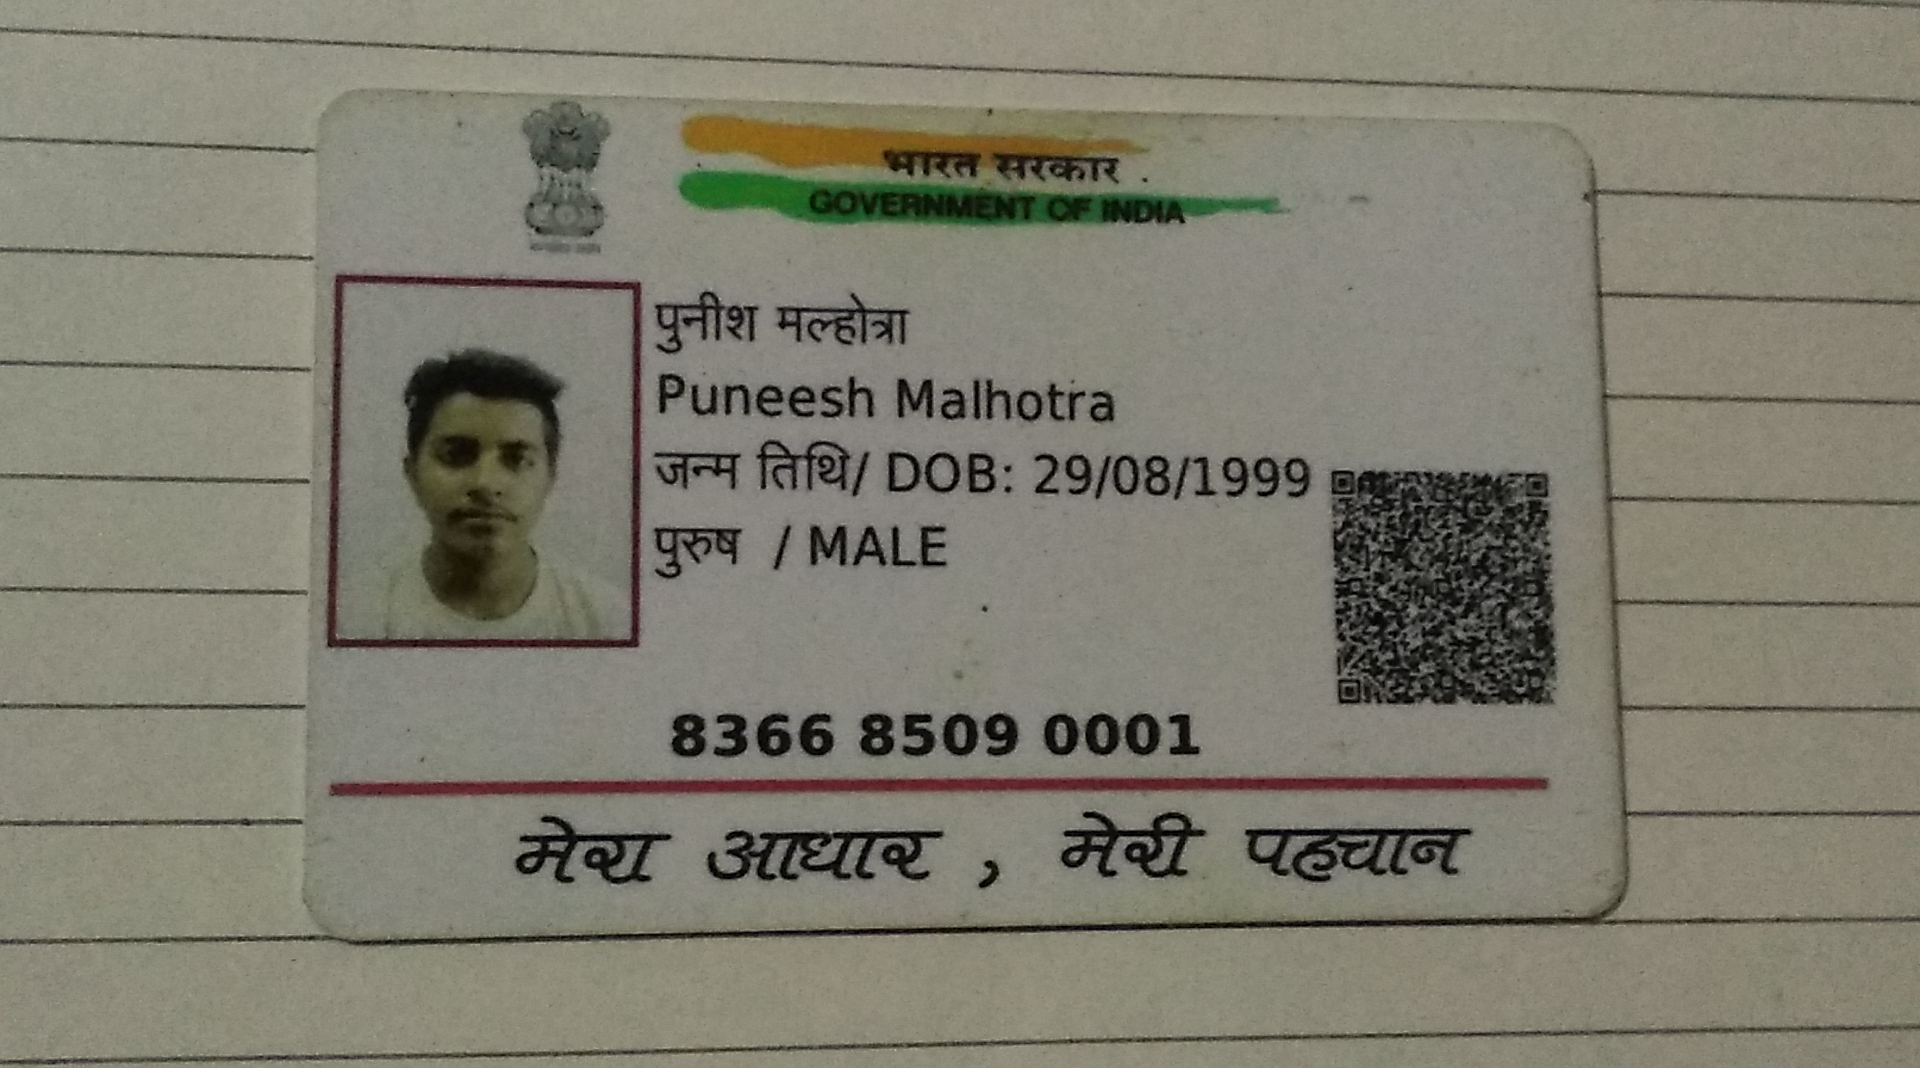 भारत सरकार
GOVERNMENT OF INDIA
पुनीश मल्होत्रा
Puneesh Malhotra
जन्म तिथि/ DOB: 29/08/1999
पुरुष / MALE
8366 8509 0001
मेरा आधार , मेरी पहचान